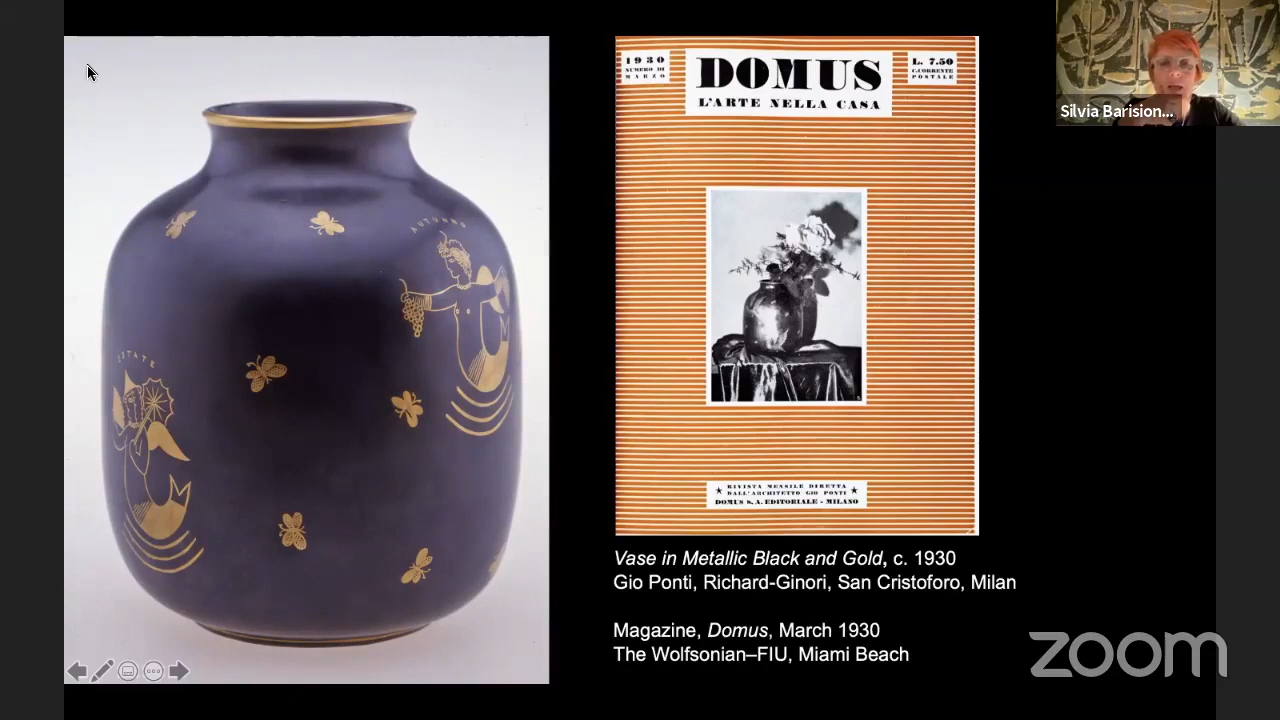 AUTUNNO
ESTATE
1930
NUMERO DI
MARZO
DOMUS
L'ARTE NELLA CASA
L. 7.50
C.CORRENTE
POSTALE
RIVISTA MENSILE DIRETTA
DALL'ARCHITETTO GIO PONTI
DOMUS S.A. EDITORIALE - MILANO
Silvia Barision...
Vase in Metallic Black and Gold, c. 1930
Gio Ponti, Richard-Ginori, San Cristoforo, Milan
Magazine, Domus, March 1930
The Wolfsonian–FIU, Miami Beach
zoom